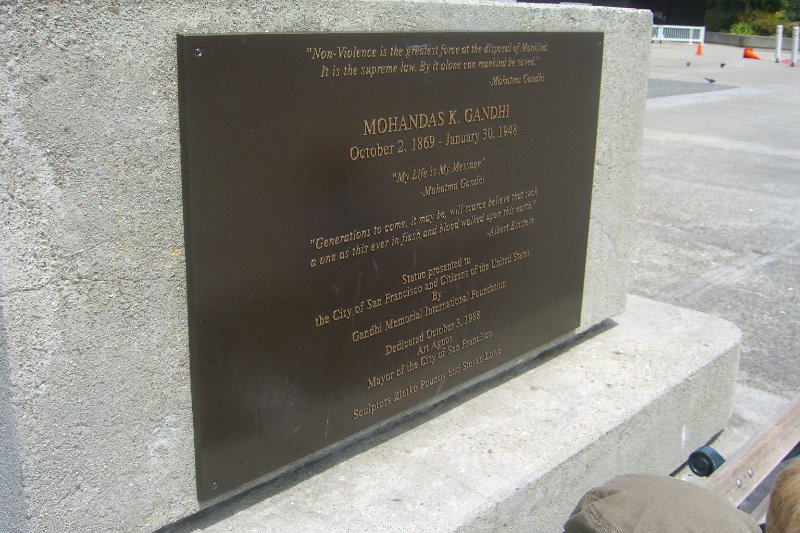 "Non-Violence is the greatest force at the disposal of Mankind.
It is the supreme law. By it alone can mankind be saved."
-Mahatma Gandhi
MOHANDAS K. GANDHI
October 2, 1869 - January 30, 1948
"My Life is My Message"
-Mahatma Gandhi
"Generations to come, it may be, will scarce believe that such
a one as this ever in flesh and blood walked upon this earth."
-Albert Einstein
Statue presented to
the City of San Francisco and Citizens of the United States
By
Gandhi Memorial International Foundation
Dedicated October 3, 1988
Art Agnos
Mayor of the City of San Francisco
Sculptors Zlatko Pounov and Steven Lowe